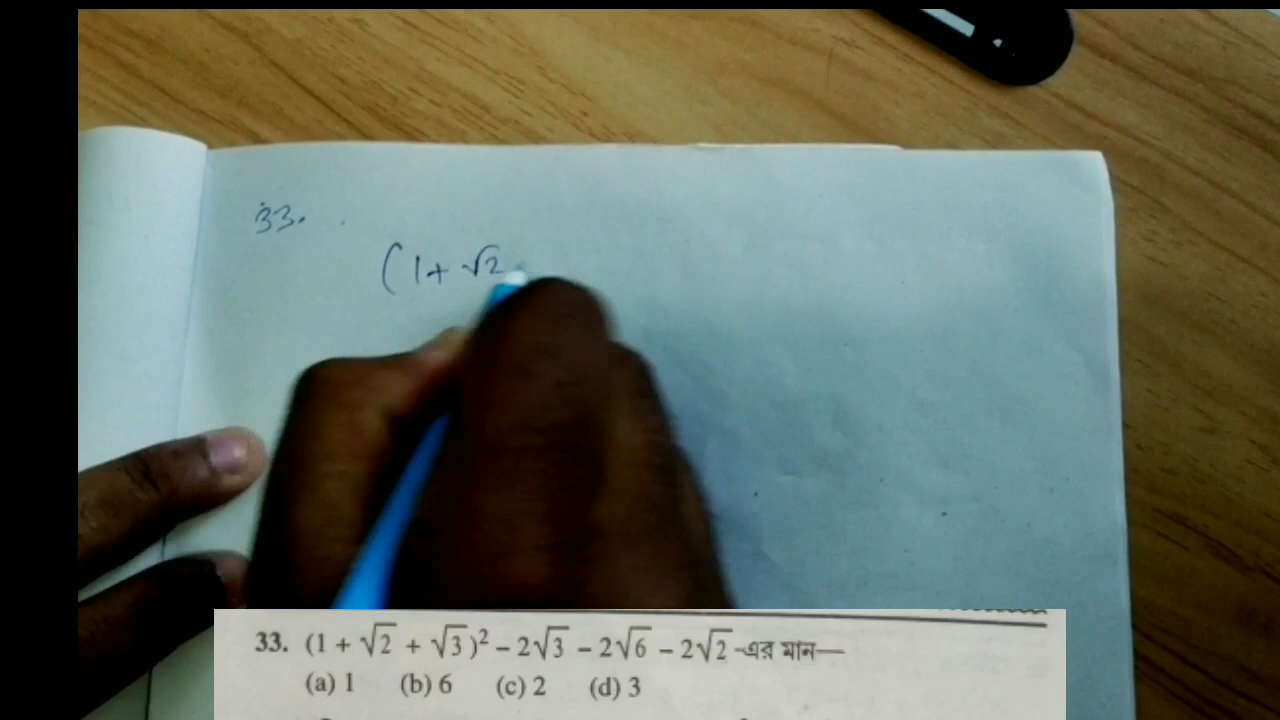 33.
(1+ √2
33. (1 + √2 + √3)² – 2√3 – 2√6 – 2√2 -এর মান—
(a) 1 (b) 6 (c) 2 (d) 3